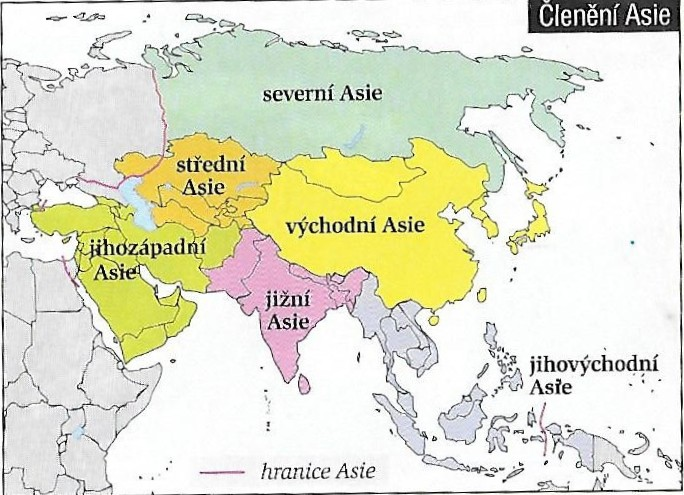 Členění Asie
severní Asie
střední
Asie
východní Asie
jihozápadní
Asie
jižní
Asie
jihovýchodní
Asie
hranice Asie